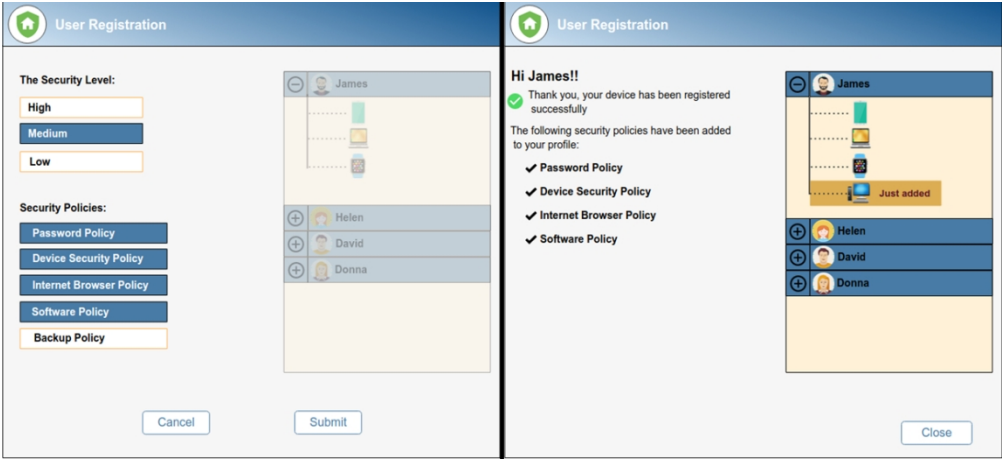 User Registration
The Security Level:
High
Medium
Low
Security Policies:
Password Policy
Device Security Policy
Internet Browser Policy
Software Policy
Backup Policy
James
Helen
David
Donna
Cancel
Submit
User Registration
Hi James!!
Thank you, your device has been registered
successfully
The following security policies have been added
to your profile:
Password Policy
Device Security Policy
Internet Browser Policy
Software Policy
James
Just added
Helen
David
Donna
Close